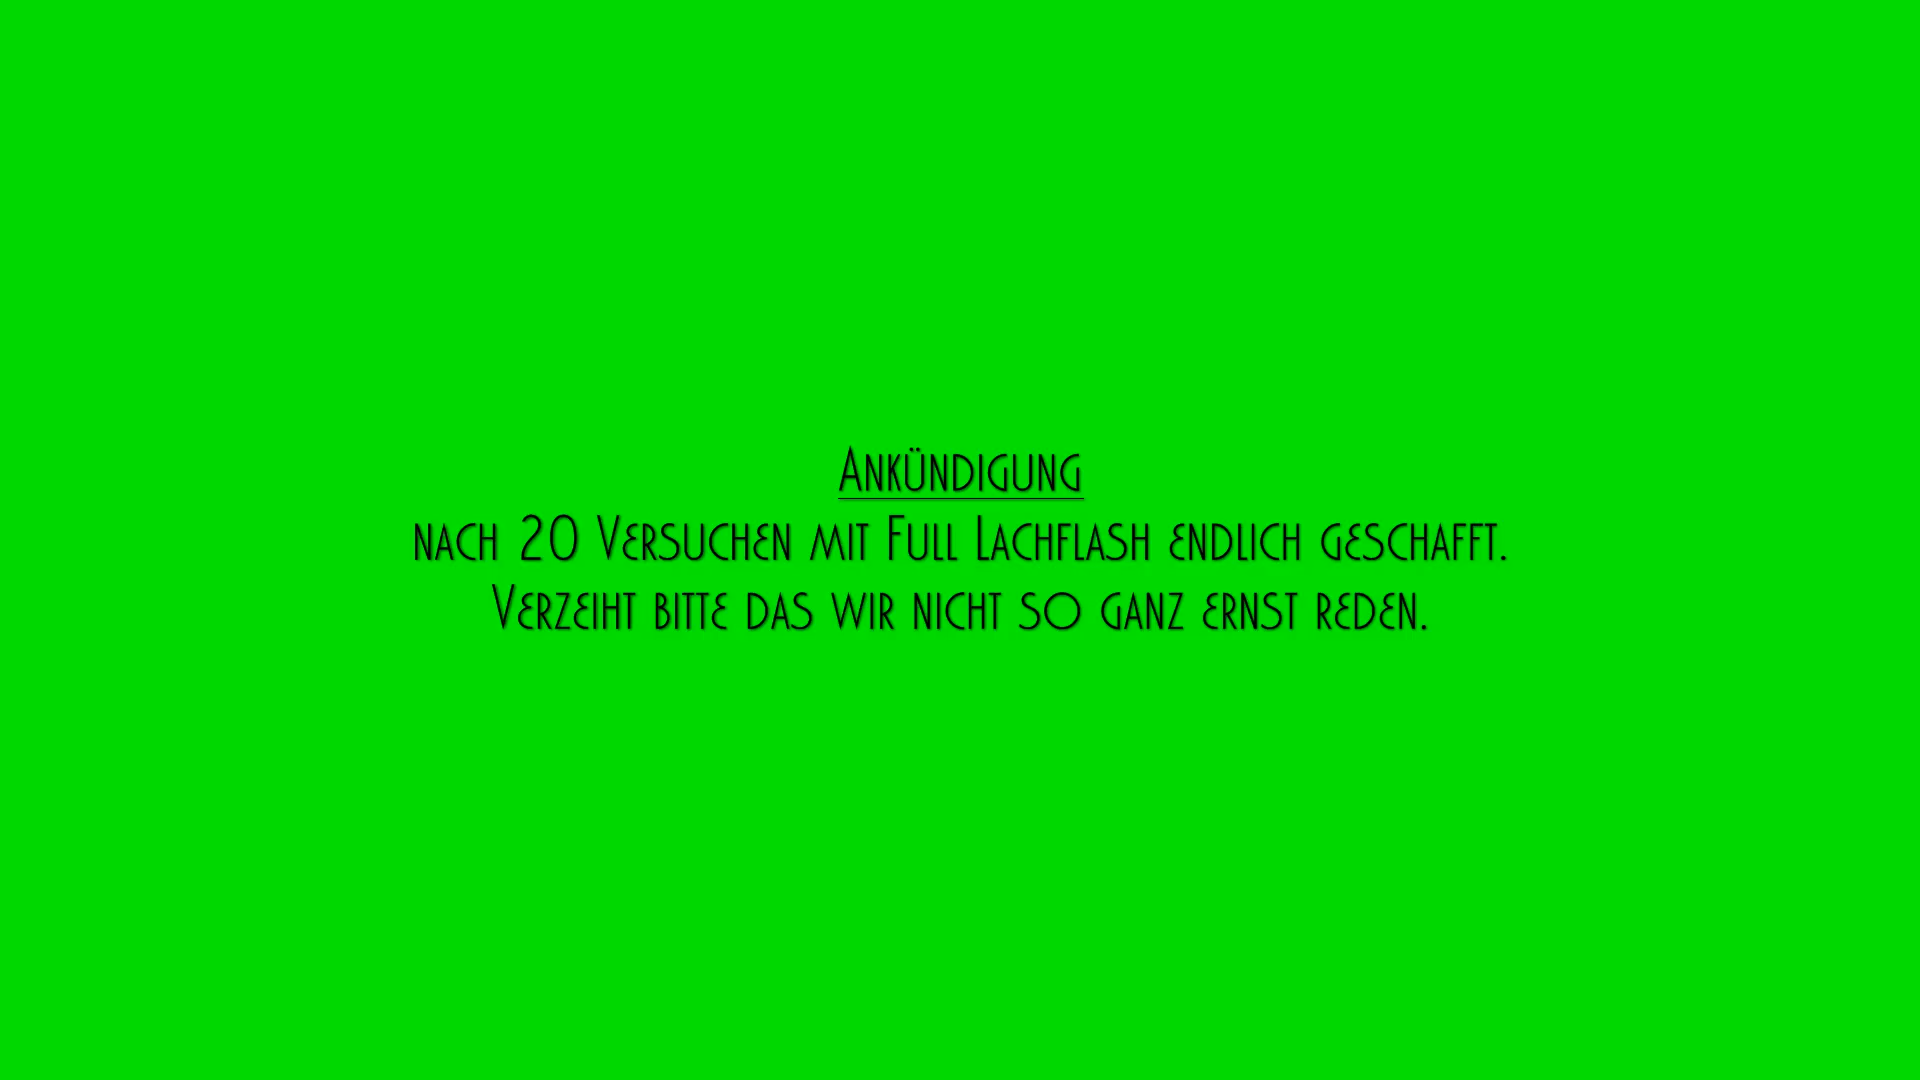 Ankündigung
nach 20 Versuchen mit Full Lachflash endlich geschafft.
Verzeiht bitte das wir nicht so ganz ernst reden.